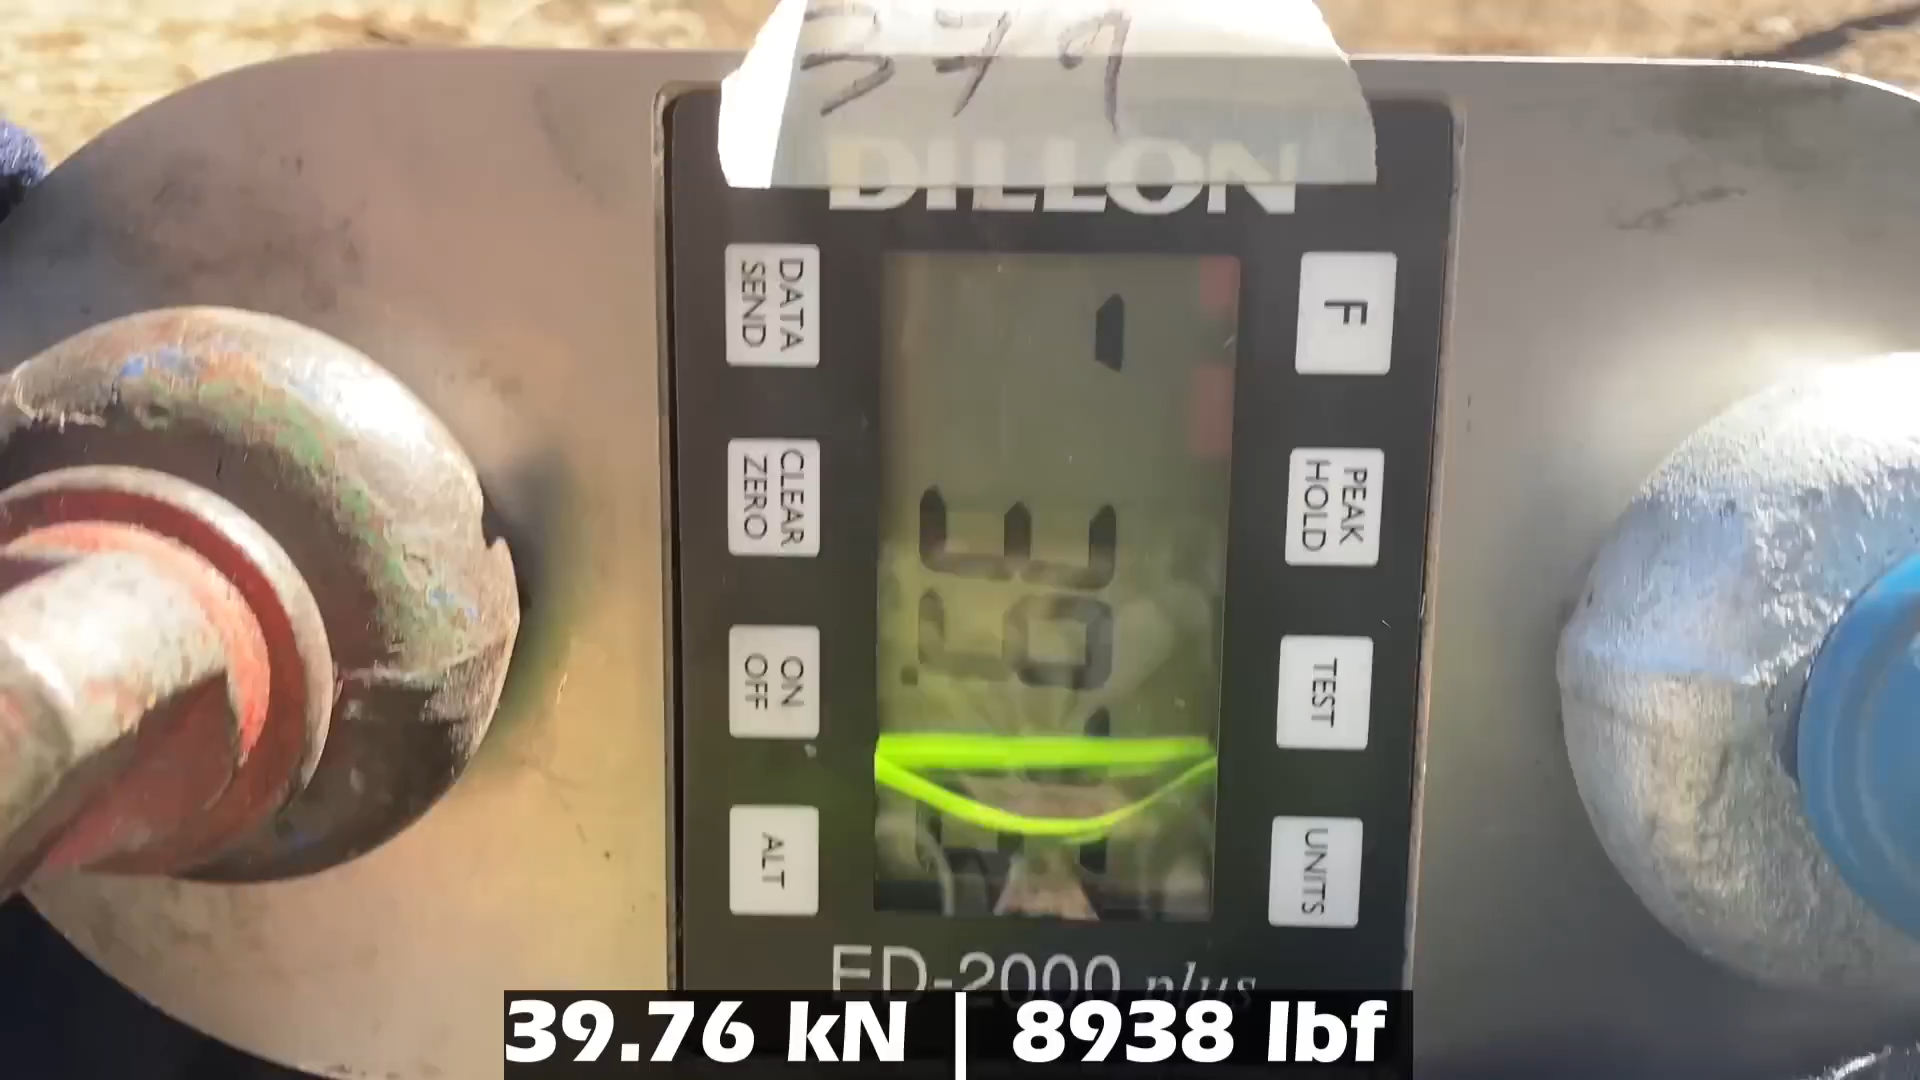 379
DILLON
DATA
SEND
F
CLEAR
ZERO
PEAK
HOLD
ON
OFF
TEST
ALT
UNITS
ED-2000 plus
39.76 kN | 8938 lbf